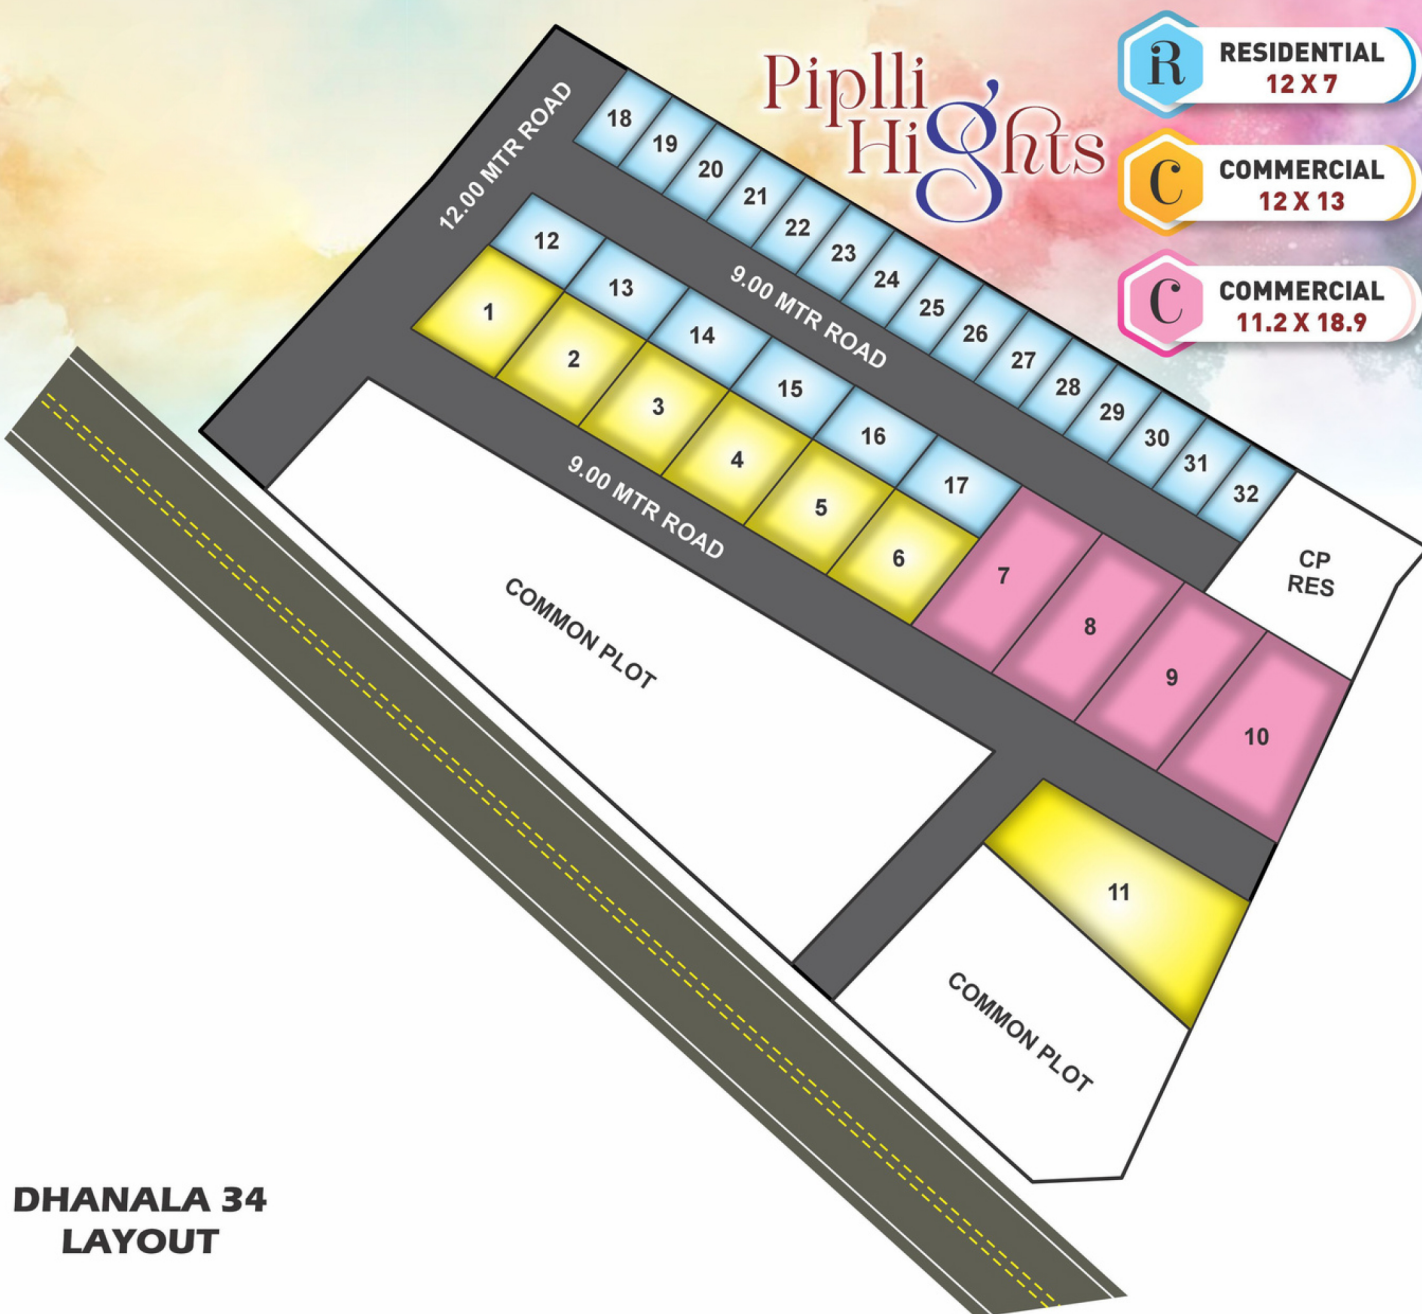 Piplli
Hights
R
RESIDENTIAL
12 X 7
C
COMMERCIAL
12 X 13
C
COMMERCIAL
11.2 X 18.9
12.00 MTR ROAD
18
19
20
21
22
23
24
25
26
27
28
29
30
31
32
9.00 MTR ROAD
12
13
14
15
16
17
1
2
3
4
5
6
7
8
9
10
CP
RES
9.00 MTR ROAD
COMMON PLOT
11
COMMON PLOT
DHANALA 34
LAYOUT